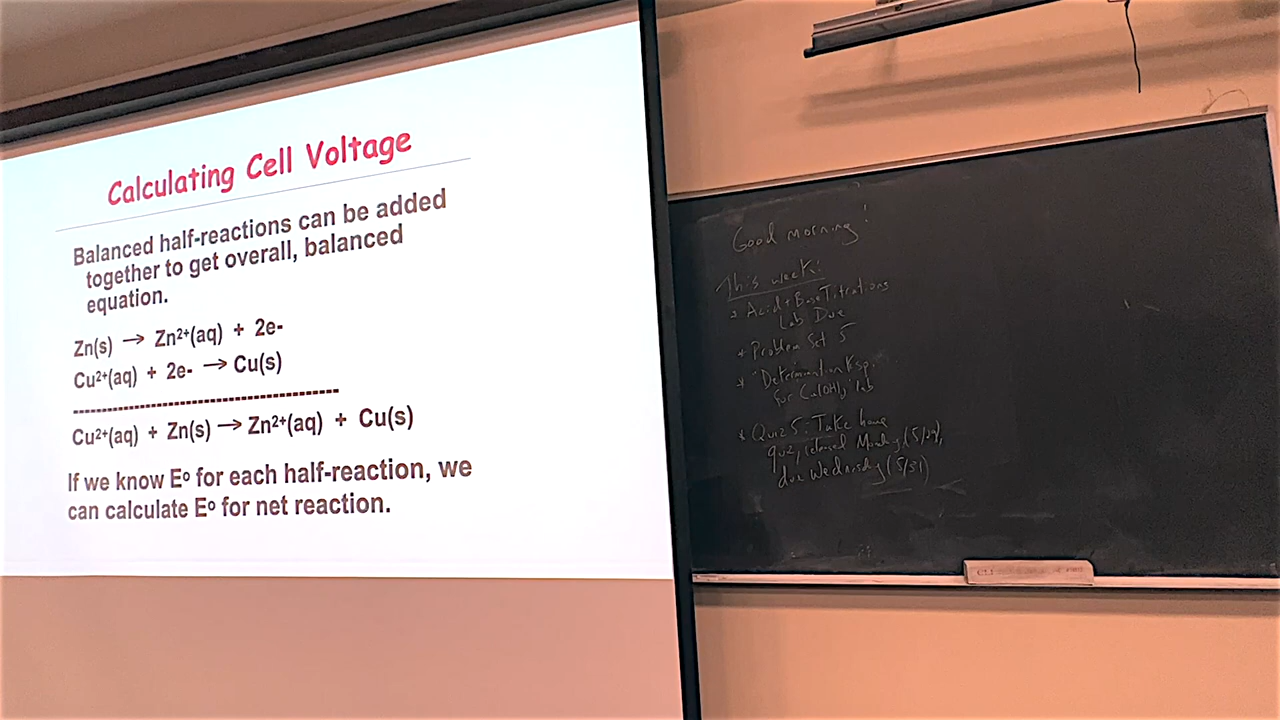 Calculating Cell Voltage
Balanced half-reactions can be added
together to get overall, balanced
equation.
Zn(s) → Zn²⁺(aq) + 2e-
Cu²⁺(aq) + 2e- → Cu(s)
---------------------------------------
Cu²⁺(aq) + Zn(s) → Zn²⁺(aq) + Cu(s)
If we know Eº for each half-reaction, we
can calculate Eº for net reaction.
Good morning!
This week:
* Acid + Base Titrations
Lab Due
* Problem Set 5
* "Determination Ksp
for Ca(OH)₂" lab
* Quiz 5: Take home
quiz, released Monday (5/29),
due Wednesday (5/31)